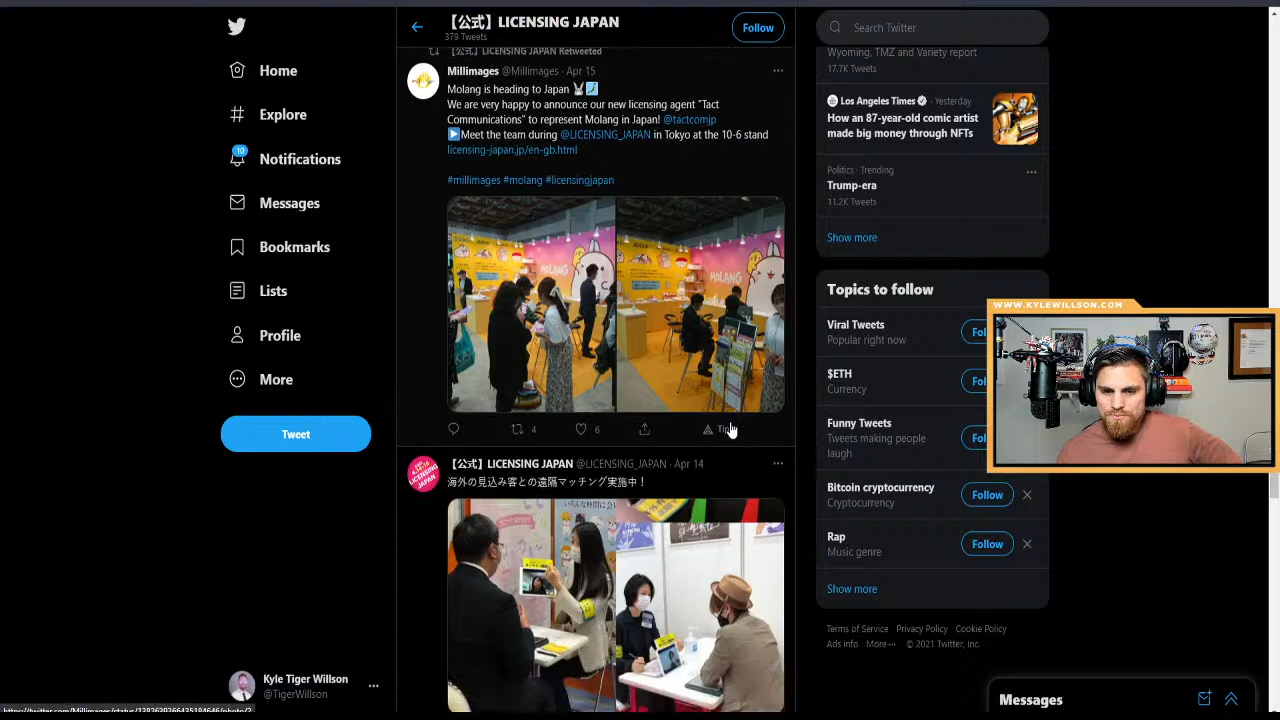 Home
Explore
10
Notifications
Messages
Bookmarks
Lists
Profile
More
Tweet
Kyle Tiger Willson
@TigerWillson
【公式】LICENSING JAPAN
379 Tweets
Follow
【公式】LICENSING JAPAN Retweeted
Millimages @Millimages · Apr 15
Molang is heading to Japan
We are very happy to announce our new licensing agent "Tact
Communications" to represent Molang in Japan! @tactcomjp
Meet the team during @LICENSING_JAPAN in Tokyo at the 10-6 stand
licensing-japan.jp/en-gb.html
#millimages #molang #licensingjapan
MOLANG
4
6
【公式】LICENSING JAPAN @LICENSING_JAPAN · Apr 14
海外の見込み客との遠隔マッチング実施中！
Search Twitter
Wyoming, TMZ and Variety report
17.7K Tweets
Los Angeles Times · Yesterday
How an 87-year-old comic artist
made big money through NFTs
Politics · Trending
Trump-era
11.2K Tweets
Show more
Topics to follow
Viral Tweets
Popular right now
Fol
$ETH
Currency
Fol
Funny Tweets
Tweets making people
laugh
Fol
Bitcoin cryptocurrency
Cryptocurrency
Follow
Rap
Music genre
Follow
Show more
Terms of Service Privacy Policy Cookie Policy
Ads info More © 2021 Twitter, Inc.
WWW.KYLEWILLSON.COM
Messages